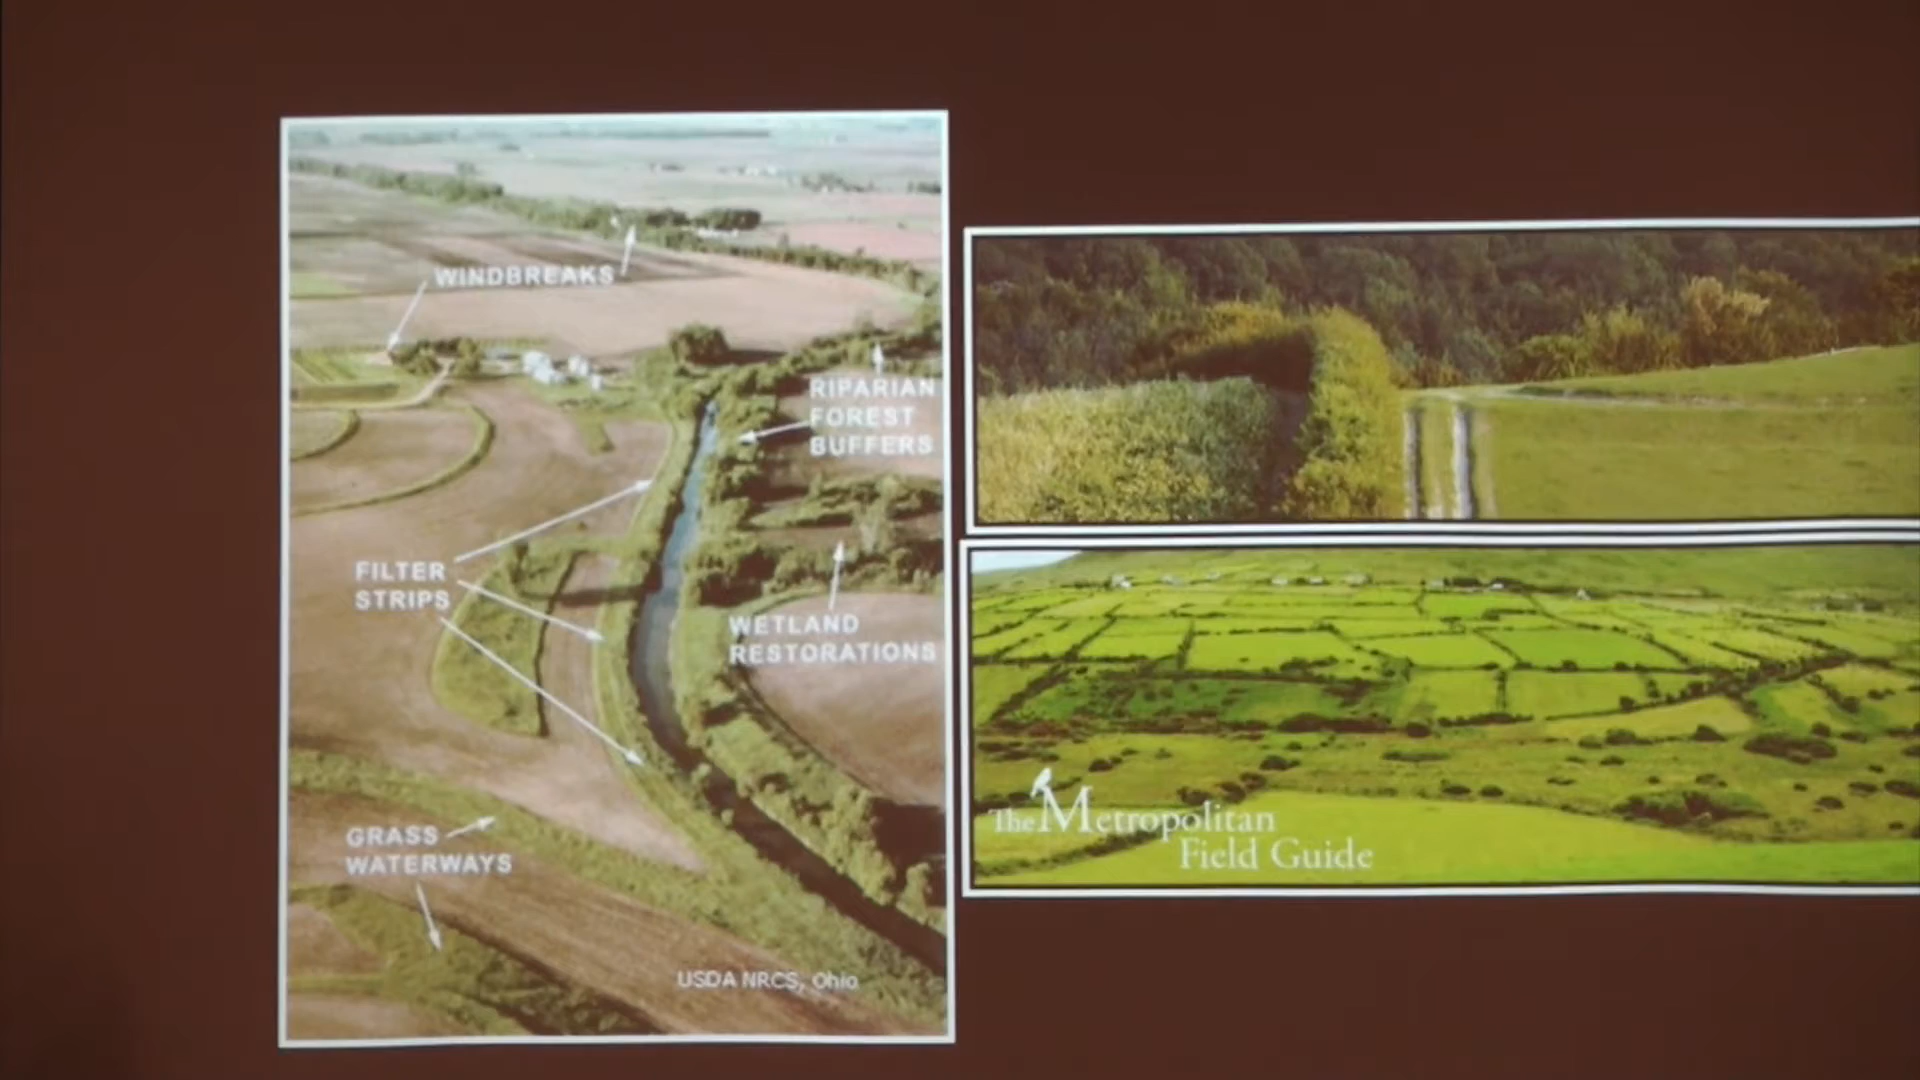 WINDBREAKS
RIPARIAN
FOREST
BUFFERS
FILTER
STRIPS
WETLAND
RESTORATIONS
GRASS
WATERWAYS
USDA NRCS, Ohio
The Metropolitan
Field Guide